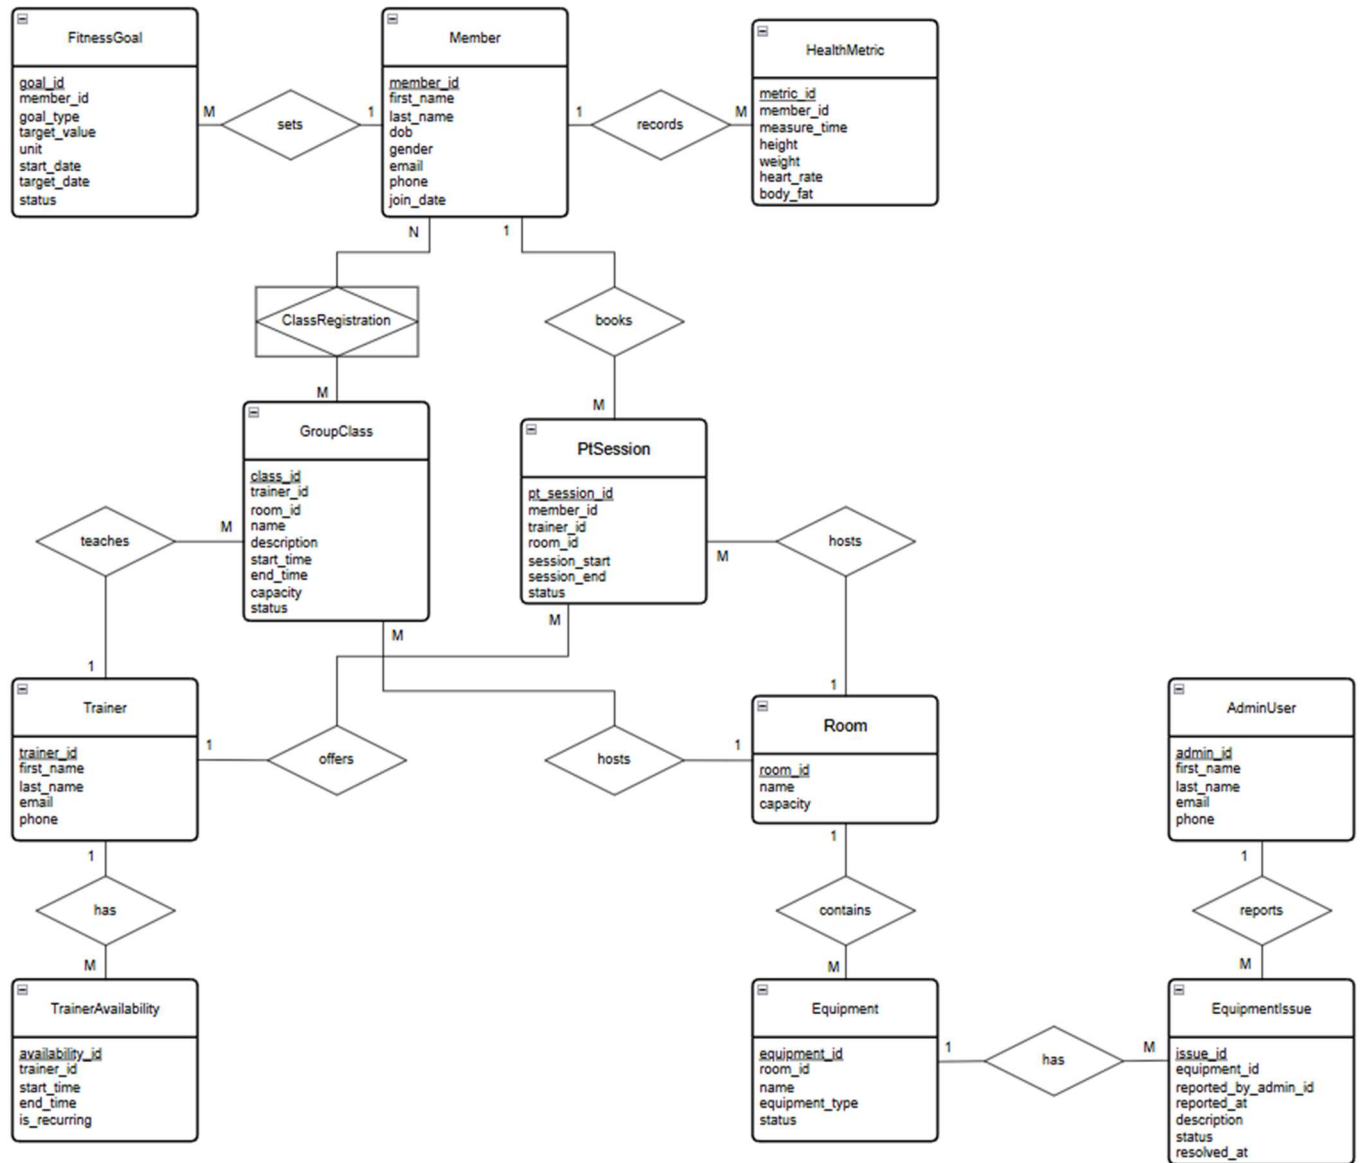 FitnessGoal
goal_id
member_id
goal_type
target_value
unit
start_date
target_date
status
M
sets
1
Member
member_id
first_name
last_name
dob
gender
email
phone
join_date
1
records
M
HealthMetric
metric_id
member_id
measure_time
height
weight
heart_rate
body_fat
N
1
ClassRegistration
books
M
M
GroupClass
class_id
trainer_id
room_id
name
description
start_time
end_time
capacity
status
PtSession
pt_session_id
member_id
trainer_id
room_id
session_start
session_end
status
teaches
M
M
hosts
M
M
1
1
Trainer
trainer_id
first_name
last_name
email
phone
1
offers
hosts
1
Room
room_id
name
capacity
AdminUser
admin_id
first_name
last_name
email
phone
1
1
1
has
contains
reports
M
M
M
TrainerAvailability
availability_id
trainer_id
start_time
end_time
is_recurring
Equipment
equipment_id
room_id
name
equipment_type
status
1
has
M
EquipmentIssue
issue_id
equipment_id
reported_by_admin_id
reported_at
description
status
resolved_at